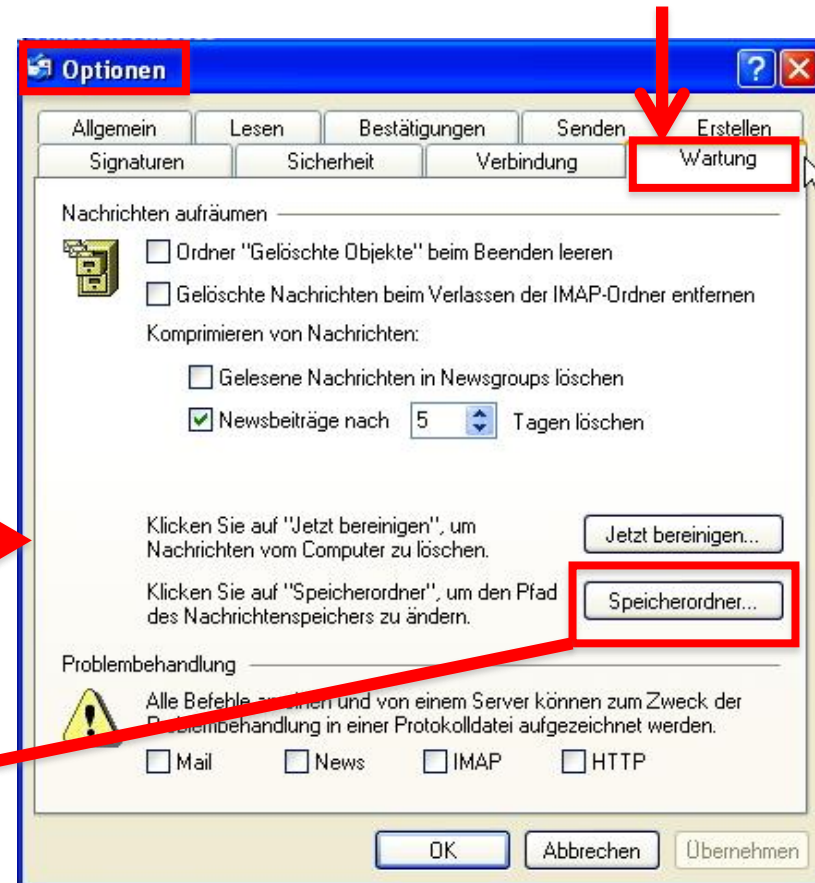 Optionen
Allgemein Lesen Bestätigungen Senden Erstellen
Signaturen Sicherheit Verbindung Wartung
Nachrichten aufräumen
Ordner "Gelöschte Objekte" beim Beenden leeren
Gelöschte Nachrichten beim Verlassen der IMAP-Ordner entfernen
Komprimieren von Nachrichten:
Gelesene Nachrichten in Newsgroups löschen
Newsbeiträge nach 5 Tagen löschen
Klicken Sie auf "Jetzt bereinigen", um
Nachrichten vom Computer zu löschen.
Jetzt bereinigen...
Klicken Sie auf "Speicherordner", um den Pfad
des Nachrichtenspeichers zu ändern.
Speicherordner...
Problembehandlung
Alle Befehle und von einem Server können zum Zweck der
Problembehandlung in einer Protokolldatei aufgezeichnet werden.
Mail News IMAP HTTP
OK Abbrechen Übernehmen